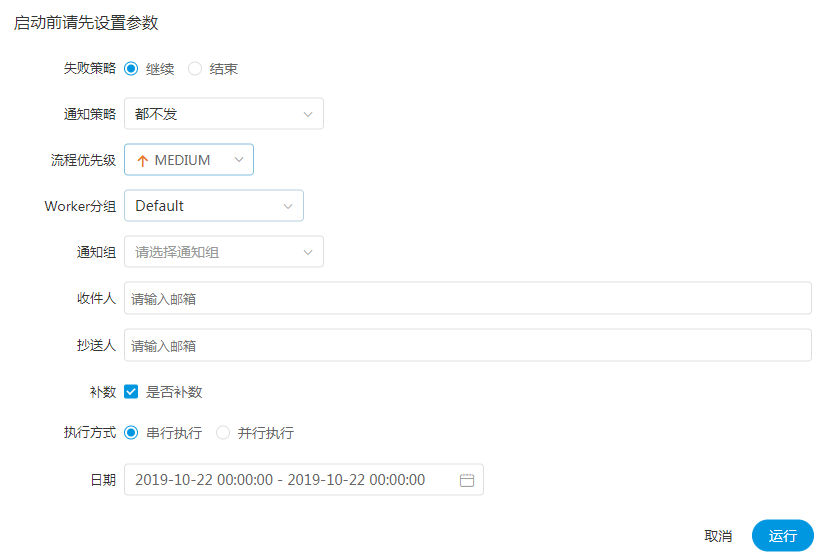 启动前请先设置参数
失败策略 继续 结束
通知策略 都不发
流程优先级 MEDIUM
Worker分组 Default
通知组 请选择通知组
收件人 请输入邮箱
抄送人 请输入邮箱
补数 是否补数
执行方式 串行执行 并行执行
日期 2019-10-22 00:00:00 - 2019-10-22 00:00:00
取消 运行